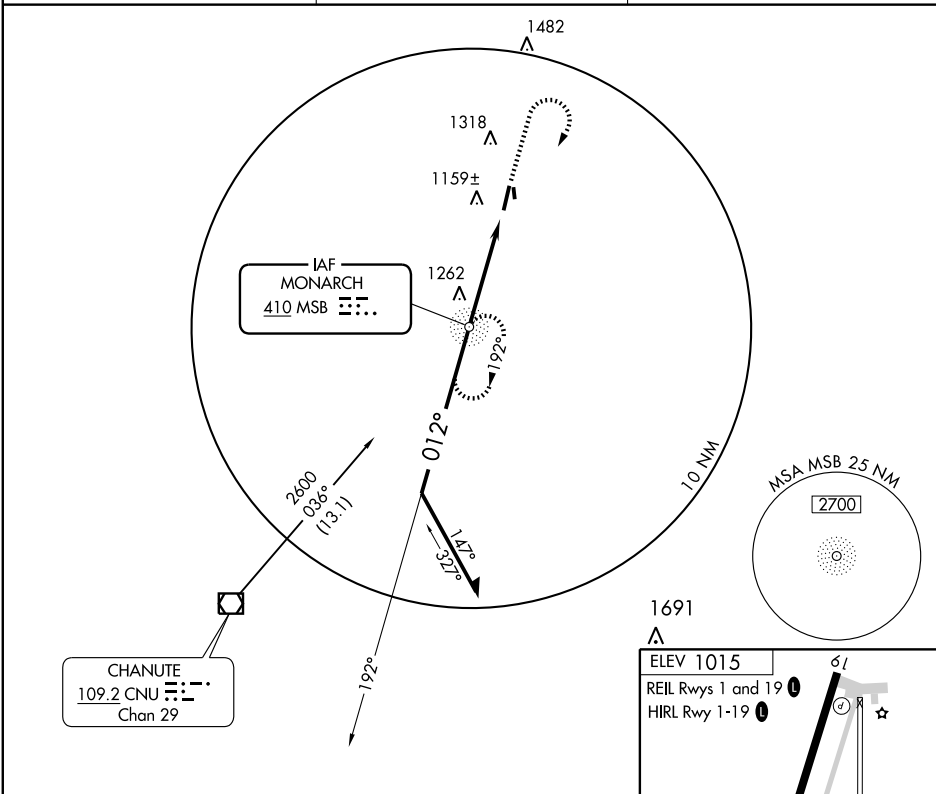 1482
1318
1159±
IAF
MONARCH
410 MSB
1262
192°
012°
10 NM
2600
036°
(13.1)
147°
327°
192°
CHANUTE
109.2 CNU
Chan 29
MSA MSB 25 NM
2700
1691
ELEV 1015
REIL Rwys 1 and 19 L
HIRL Rwy 1-19 L
19
P
X